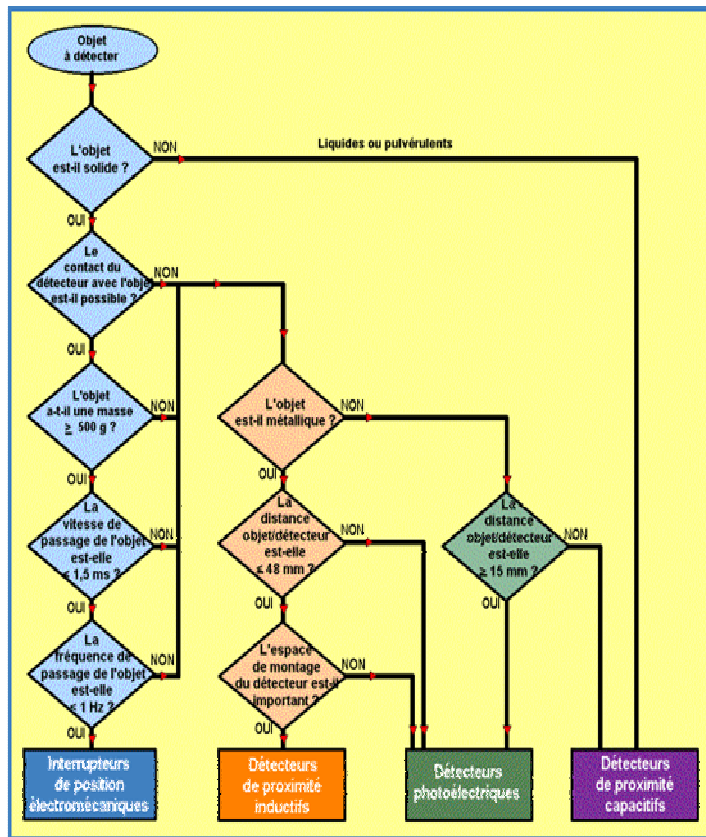 Objet
à détecter
L'objet
est-il solide ?
NON
Liquides ou pulvérulents
OUI
Le
contact du
détecteur avec l'objet
est-il possible ?
NON
OUI
L'objet
a-t-il une masse
≥ 500 g ?
NON
OUI
La
vitesse de
passage de l'objet
est-elle
≤ 1,5 ms ?
NON
OUI
La
fréquence de
passage de l'objet
est-elle
≤ 1 Hz ?
NON
OUI
L'objet
est-il métallique ?
NON
OUI
La
distance
objet/détecteur
est-elle
≤ 48 mm ?
NON
OUI
L'espace
de montage
du détecteur est-il
important ?
NON
OUI
La
distance
objet/détecteur
est-elle
≥ 15 mm ?
NON
OUI
Interrupteurs
de position
électromécaniques
Détecteurs
de proximité
inductifs
Détecteurs
photoélectriques
Détecteurs
de proximité
capacitifs